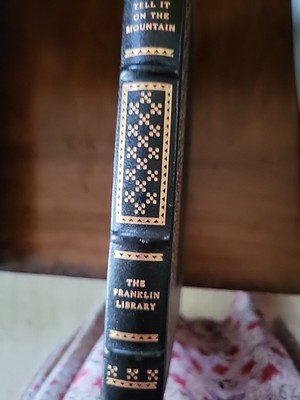 TELL IT
ON THE
MOUNTAIN
THE
FRANKLIN
LIBRARY